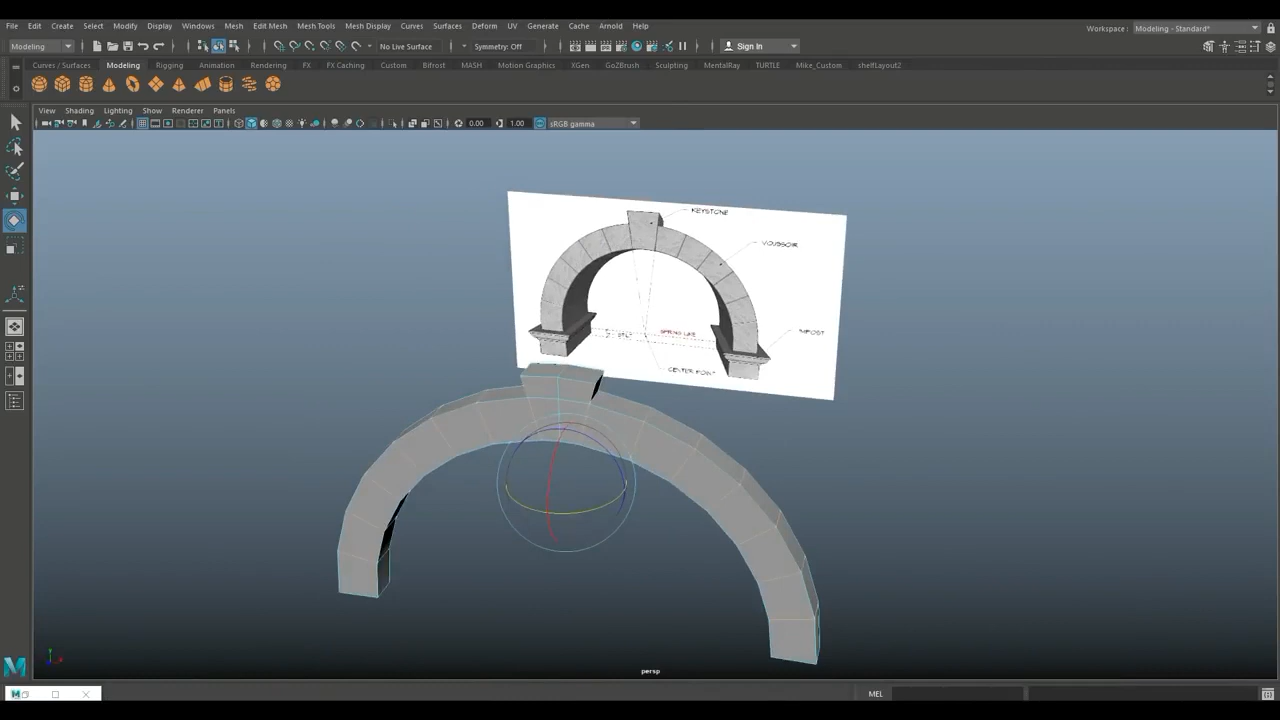 File Edit Create Select Modify Display Windows Mesh Edit Mesh Mesh Tools Mesh Display Curves Surfaces Deform UV Generate Cache Arnold Help
Workspace: Modeling - Standard*
Modeling No Live Surface Symmetry: Off Sign In
Curves / Surfaces Modeling Rigging Animation Rendering FX FX Caching Custom Bifrost MASH Motion Graphics XGen GoZBrush Sculpting MentalRay TURTLE Mike_Custom shelfLayout2
View Shading Lighting Show Renderer Panels
0.00 1.00 sRGB gamma
KEYSTONE
VOUSSOIR
SPRING LINE
IMPOST
CENTER POINT
persp
MEL